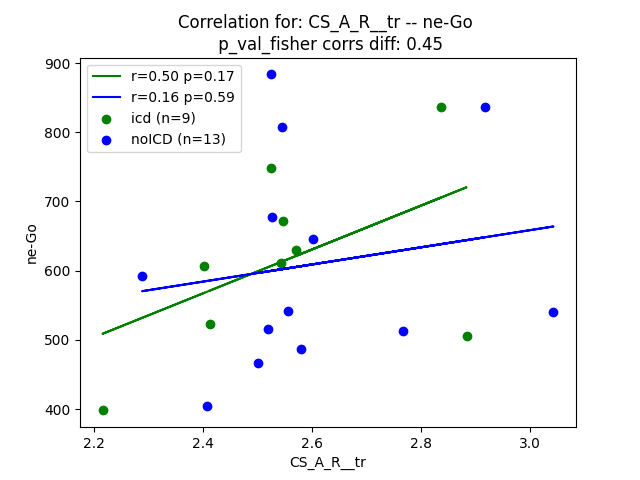 Correlation for: CS_A_R__tr -- ne-Go
p_val_fisher corrs diff: 0.45
r=0.50 p=0.17
r=0.16 p=0.59
icd (n=9)
noICD (n=13)
900
800
700
600
500
400
ne-Go
2.2 2.4 2.6 2.8 3.0
CS_A_R__tr